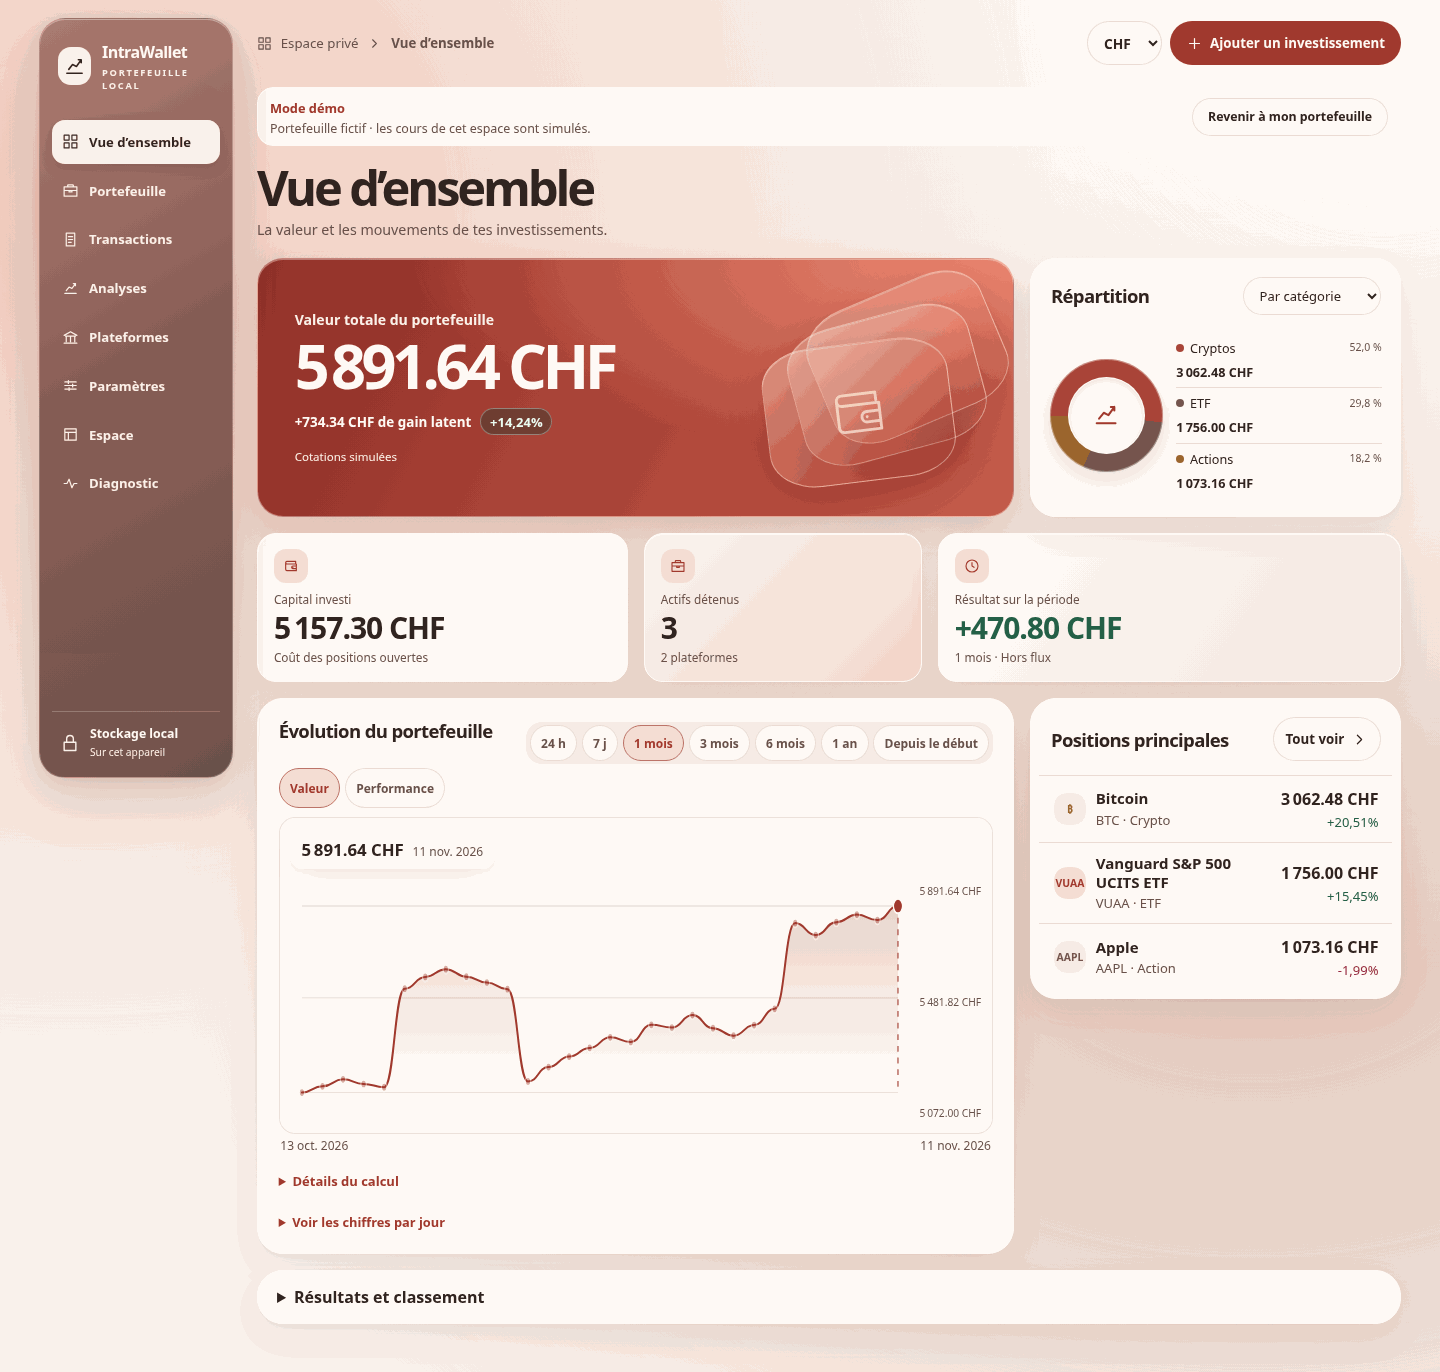 IntraWallet
PORTEFEUILLE
LOCAL
Vue d’ensemble
Portefeuille
Transactions
Analyses
Plateformes
Paramètres
Espace
Diagnostic
Stockage local
Sur cet appareil
Espace privé
Vue d’ensemble
CHF
Ajouter un investissement
Mode démo
Portefeuille fictif · les cours de cet espace sont simulés.
Revenir à mon portefeuille
Vue d’ensemble
La valeur et les mouvements de tes investissements.
Valeur totale du portefeuille
5 891.64 CHF
+734.34 CHF de gain latent
+14,24%
Cotations simulées
Répartition
Par catégorie
Cryptos
52,0 %
3 062.48 CHF
ETF
29,8 %
1 756.00 CHF
Actions
18,2 %
1 073.16 CHF
Capital investi
5 157.30 CHF
Coût des positions ouvertes
Actifs détenus
3
2 plateformes
Résultat sur la période
+470.80 CHF
1 mois · Hors flux
Évolution du portefeuille
24 h
7 j
1 mois
3 mois
6 mois
1 an
Depuis le début
Valeur
Performance
5 891.64 CHF 11 nov. 2026
5 891.64 CHF
5 481.82 CHF
5 072.00 CHF
13 oct. 2026
11 nov. 2026
Détails du calcul
Voir les chiffres par jour
Positions principales
Tout voir
₿
Bitcoin
BTC · Crypto
3 062.48 CHF
+20,51%
VUAA
Vanguard S&P 500
UCITS ETF
VUAA · ETF
1 756.00 CHF
+15,45%
AAPL
Apple
AAPL · Action
1 073.16 CHF
-1,99%
Résultats et classement